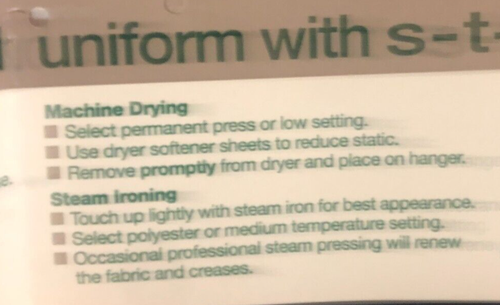 uniform with s-t-
Machine Drying
Select permanent press or low setting.
Use dryer softener sheets to reduce static.
Remove promptly from dryer and place on hanger.
Steam Ironing
Touch up lightly with steam iron for best appearance.
Select polyester or medium temperature setting.
Occasional professional steam pressing will renew
the fabric and creases.